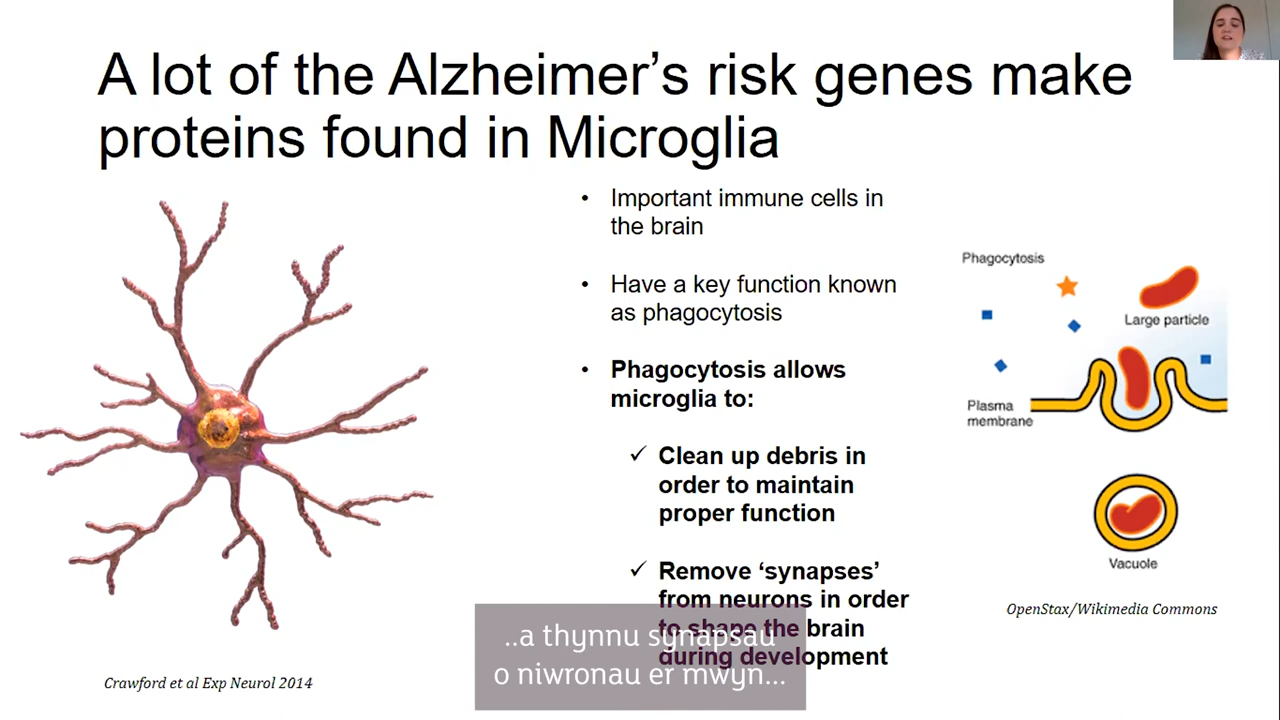 A lot of the Alzheimer's risk genes make
proteins found in Microglia
• Important immune cells in
the brain
• Have a key function known
as phagocytosis
• Phagocytosis allows
microglia to:
✓ Clean up debris in
order to maintain
proper function
✓ Remove ‘synapses’
from neurons in order
to shape the brain
during development
Phagocytosis
Large particle
Plasma
membrane
Vacuole
OpenStax/Wikimedia Commons
Crawford et al Exp Neurol 2014
..a thynnu synapsau
o niwronau er mwyn...